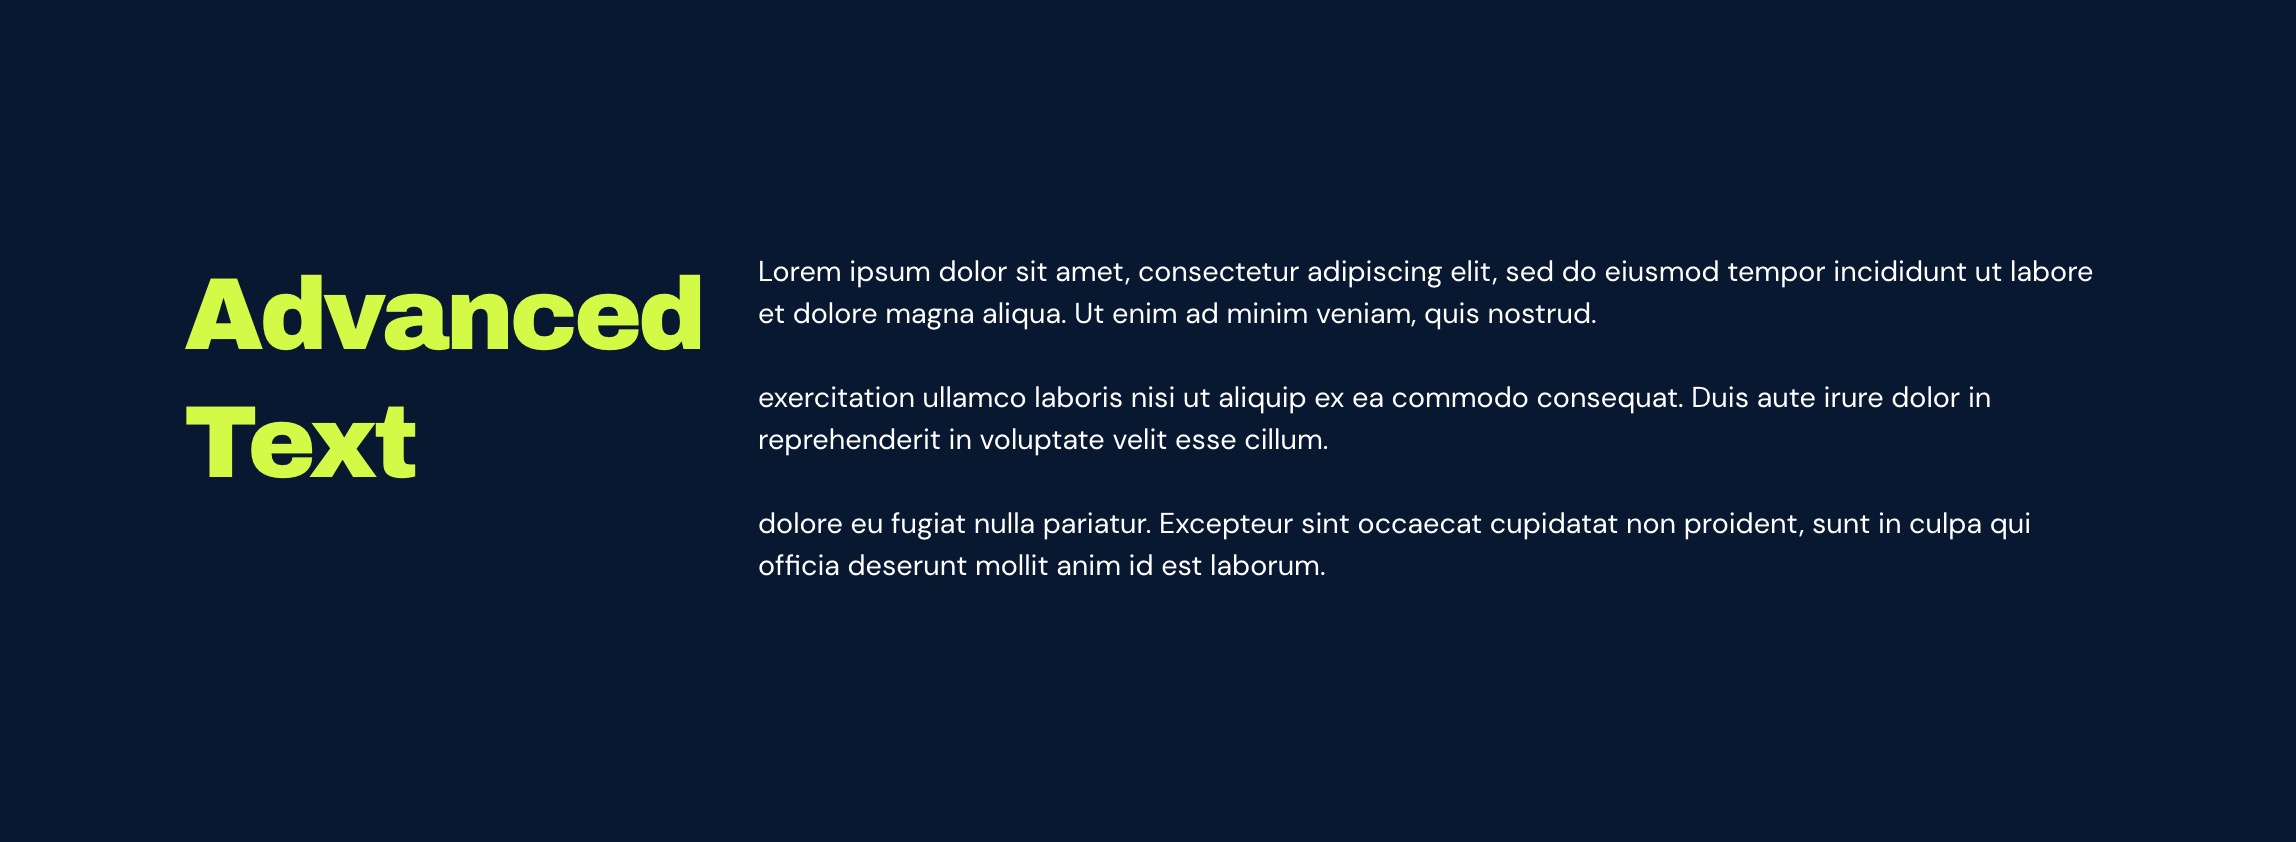 Advanced
Text
Lorem ipsum dolor sit amet, consectetur adipiscing elit, sed do eiusmod tempor incididunt ut labore
et dolore magna aliqua. Ut enim ad minim veniam, quis nostrud.
exercitation ullamco laboris nisi ut aliquip ex ea commodo consequat. Duis aute irure dolor in
reprehenderit in voluptate velit esse cillum.
dolore eu fugiat nulla pariatur. Excepteur sint occaecat cupidatat non proident, sunt in culpa qui
officia deserunt mollit anim id est laborum.